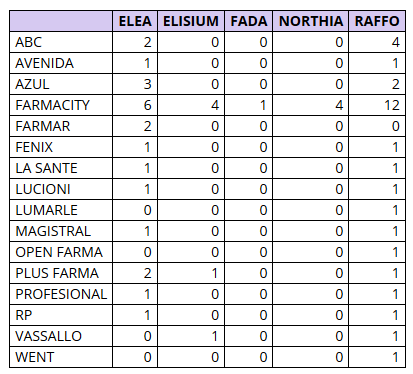 ELEA ELISIUM FADA NORTHIA RAFFO
ABC 2 0 0 0 4
AVENIDA 1 0 0 0 1
AZUL 3 0 0 0 2
FARMACITY 6 4 1 4 12
FARMAR 2 0 0 0 0
FENIX 1 0 0 0 1
LA SANTE 1 0 0 0 1
LUCIONI 1 0 0 0 1
LUMARLE 0 0 0 0 1
MAGISTRAL 1 0 0 0 1
OPEN FARMA 0 0 0 0 1
PLUS FARMA 2 1 0 0 1
PROFESIONAL 1 0 0 0 1
RP 1 0 0 0 1
VASSALLO 0 1 0 0 1
WENT 0 0 0 0 1